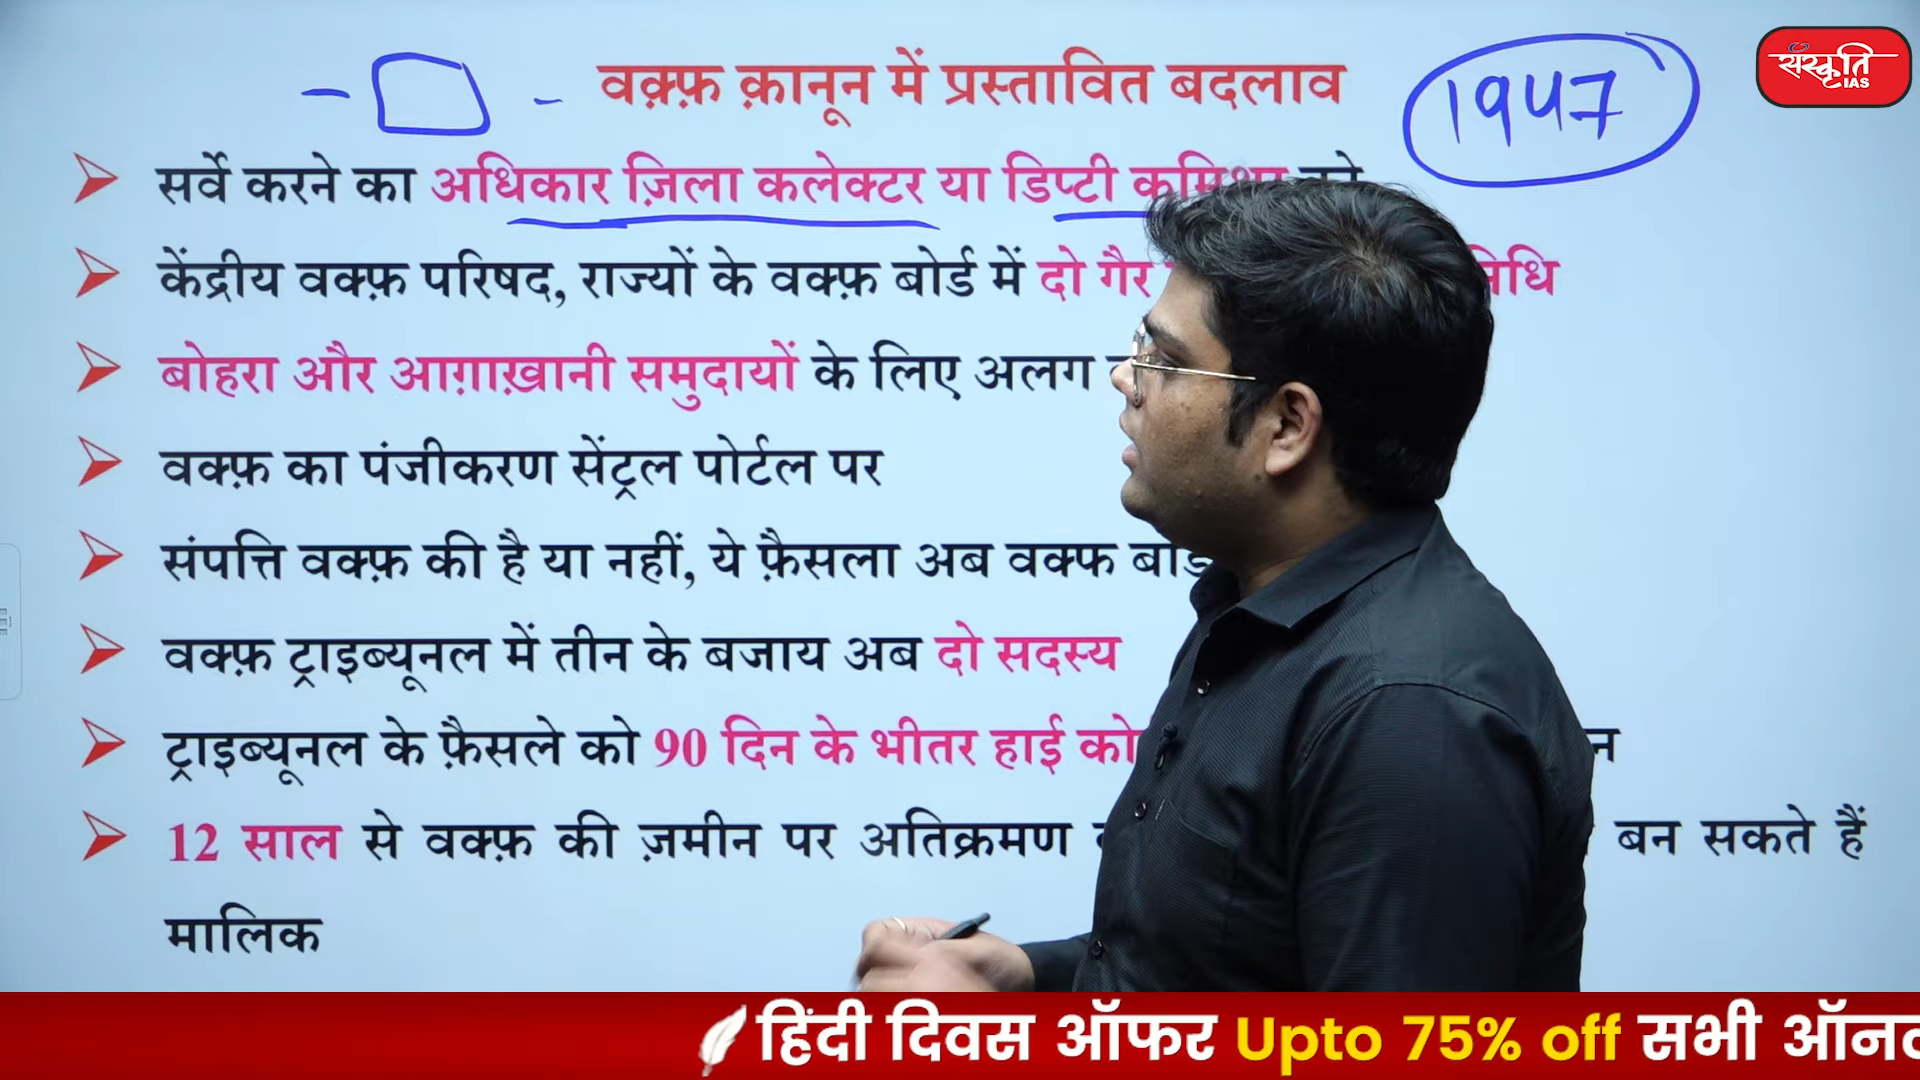 वक़्फ़ क़ानून में प्रस्तावित बदलाव
1947
संस्कृति
IAS
सर्वे करने का अधिकार ज़िला कलेक्टर या डिप्टी को
केंद्रीय वक्फ़ परिषद, राज्यों के वक्फ़ बोर्ड में दो गैर
बोहरा और आग़ाख़ानी समुदायों के लिए अलग
वक्फ़ का पंजीकरण सेंट्रल पोर्टल पर
संपत्ति वक्फ़ की है या नहीं, ये फ़ैसला अब वक्फ
वक्फ़ ट्राइब्यूनल में तीन के बजाय अब दो सदस्य
ट्राइब्यूनल के फ़ैसले को 90 दिन के भीतर हाई
12 साल से वक्फ़ की ज़मीन पर अतिक्रमण बन सकते हैं
मालिक
हिंदी दिवस ऑफर Upto 75% off सभी